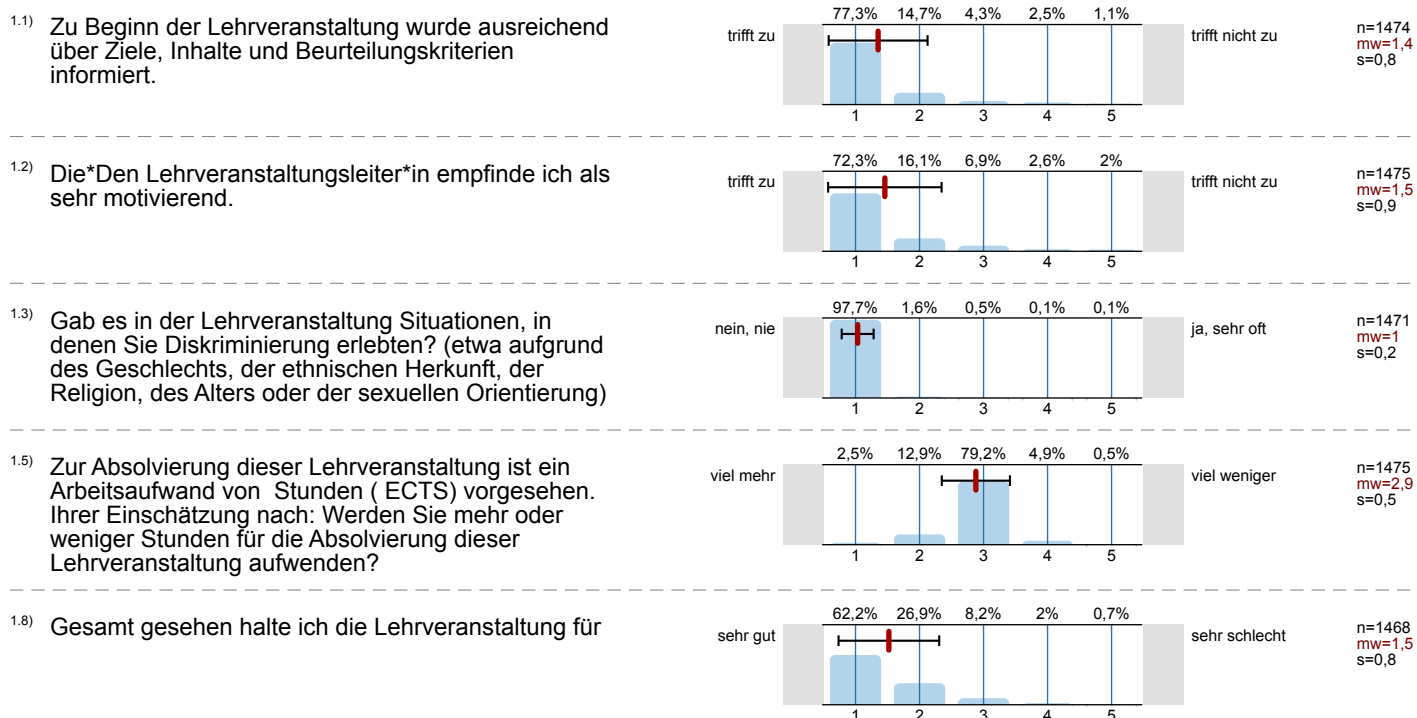 1.1) Zu Beginn der Lehrveranstaltung wurde ausreichend
über Ziele, Inhalte und Beurteilungskriterien
informiert.
trifft zu
77,3% 14,7% 4,3% 2,5% 1,1%
1 2 3 4 5
trifft nicht zu
n=1474
mw=1,4
s=0,8
1.2) Die*Den Lehrveranstaltungsleiter*in empfinde ich als
sehr motivierend.
trifft zu
72,3% 16,1% 6,9% 2,6% 2%
1 2 3 4 5
trifft nicht zu
n=1475
mw=1,5
s=0,9
1.3) Gab es in der Lehrveranstaltung Situationen, in
denen Sie Diskriminierung erlebten? (etwa aufgrund
des Geschlechts, der ethnischen Herkunft, der
Religion, des Alters oder der sexuellen Orientierung)
nein, nie
97,7% 1,6% 0,5% 0,1% 0,1%
1 2 3 4 5
ja, sehr oft
n=1471
mw=1
s=0,2
1.5) Zur Absolvierung dieser Lehrveranstaltung ist ein
Arbeitsaufwand von  Stunden ( ECTS) vorgesehen.
Ihrer Einschätzung nach: Werden Sie mehr oder
weniger Stunden für die Absolvierung dieser
Lehrveranstaltung aufwenden?
viel mehr
2,5% 12,9% 79,2% 4,9% 0,5%
1 2 3 4 5
viel weniger
n=1475
mw=2,9
s=0,5
1.8) Gesamt gesehen halte ich die Lehrveranstaltung für
sehr gut
62,2% 26,9% 8,2% 2% 0,7%
1 2 3 4 5
sehr schlecht
n=1468
mw=1,5
s=0,8